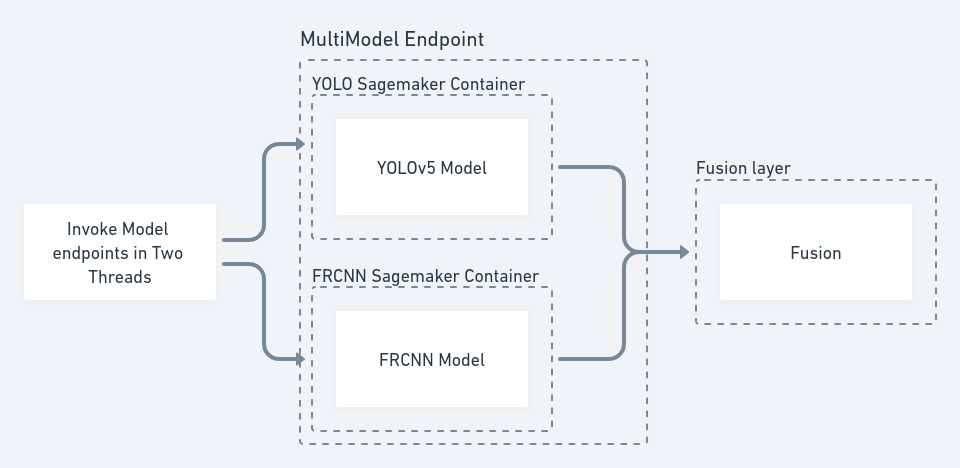 MultiModel Endpoint
YOLO Sagemaker Container
YOLOv5 Model
Invoke Model
endpoints in Two
Threads
FRCNN Sagemaker Container
FRCNN Model
Fusion layer
Fusion